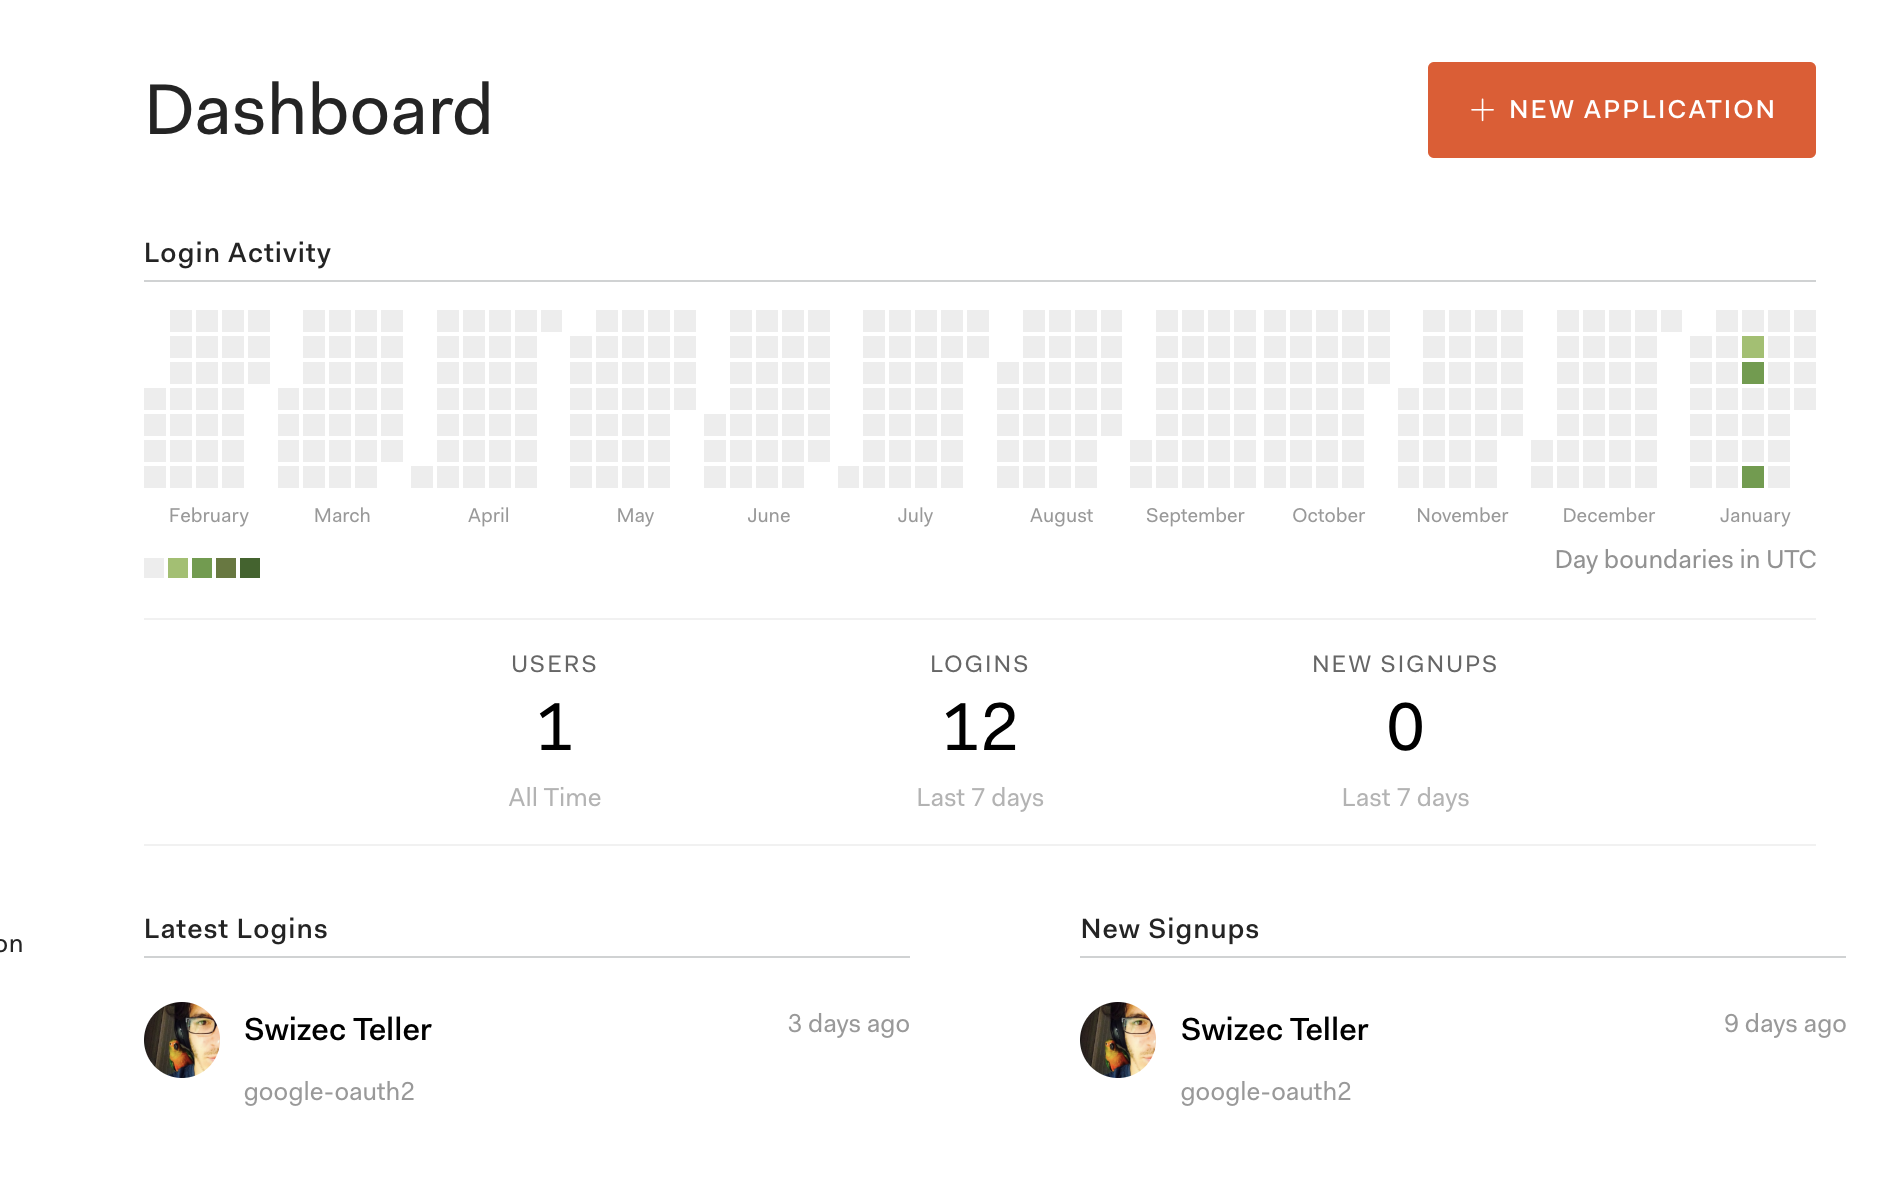 Dashboard
+ NEW APPLICATION
Login Activity
February March April May June July August September October November December January
Day boundaries in UTC
USERS
1
All Time
LOGINS
12
Last 7 days
NEW SIGNUPS
0
Last 7 days
on
Latest Logins
Swizec Teller
3 days ago
google-oauth2
New Signups
Swizec Teller
9 days ago
google-oauth2